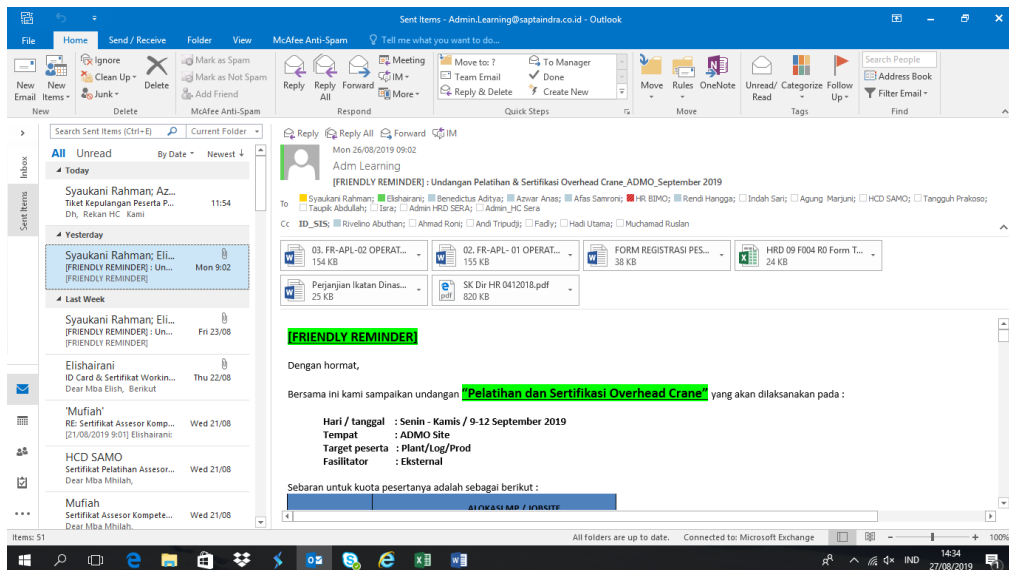 Sent Items - Admin.Learning@saptaindra.co.id - Outlook
File Home Send / Receive Folder View McAfee Anti-Spam Tell me what you want to do...
New Email
New Items
New
Ignore
Clean Up
Junk
Delete
Delete
Mark as Spam
Mark as Not Spam
Add Friend
McAfee Anti-Spam
Reply
Reply All
Forward
Meeting
IM
More
Respond
Move to: ?
Team Email
Reply & Delete
To Manager
Done
Create New
Quick Steps
Move
Rules
OneNote
Move
Unread/ Read
Categorize
Follow Up
Tags
Search People
Address Book
Filter Email
Find
Inbox
Sent Items
Search Sent Items (Ctrl+E) Current Folder
All Unread By Date Newest ↓
Today
Syaukani Rahman; Az...
Tiket Kepulangan Peserta P... 11:54
Dh, Rekan HC Kami
Yesterday
Syaukani Rahman; Eli...
[FRIENDLY REMINDER] : Un... Mon 9:02
[FRIENDLY REMINDER]
Last Week
Syaukani Rahman; Eli...
[FRIENDLY REMINDER] : Un... Fri 23/08
[FRIENDLY REMINDER]
Elishairani
ID Card & Sertifikat Workin... Thu 22/08
Dear Mba Elish, Berikut
'Mufiah'
RE: Sertifikat Assesor Komp... Wed 21/08
[21/08/2019 9:01] Elishairani:
HCD SAMO
Sertifikat Pelatihan Assesor... Wed 21/08
Dear Mba Mhilah,
Mufiah
Sertifikat Assesor Kompete... Wed 21/08
Dear Mba Mhilah,
Reply Reply All Forward IM
Mon 26/08/2019 09:02
Adm Learning
[FRIENDLY REMINDER] : Undangan Pelatihan & Sertifikasi Overhead Crane_ADMO_September 2019
To Syaukani Rahman; Elishairani; Benedictus Aditya; Azwar Anas; Afas Samroni; HR BIMO; Rendi Hangga; Indah Sari; Agung Marjuni; HCD SAMO; Tangguh Prakoso;
Taupik Abdullah; Isra; Admin HRD SERA; Admin_HC Sera
Cc ID_SIS; Rivelino Abuthan; Ahmad Roni; Andi Tripudj; Fadly; Hadi Utama; Muchamad Ruslan
03. FR-APL-02 OPERAT...
154 KB
02. FR-APL- 01 OPERAT...
155 KB
FORM REGISTRASI PES...
38 KB
HRD 09 F004 R0 Form T...
24 KB
Perjanjian Ikatan Dinas...
25 KB
SK Dir HR 0412018.pdf
820 KB
[FRIENDLY REMINDER]
Dengan hormat,
Bersama ini kami sampaikan undangan "Pelatihan dan Sertifikasi Overhead Crane" yang akan dilaksanakan pada :
Hari / tanggal : Senin - Kamis / 9-12 September 2019
Tempat : ADMO Site
Target peserta : Plant/Log/Prod
Fasilitator : Eksternal
Sebaran untuk kuota pesertanya adalah sebagai berikut :
ALOKASI MP / JOBSITE
Items: 51 All folders are up to date. Connected to: Microsoft Exchange 100%
IND 14:34
27/08/2019